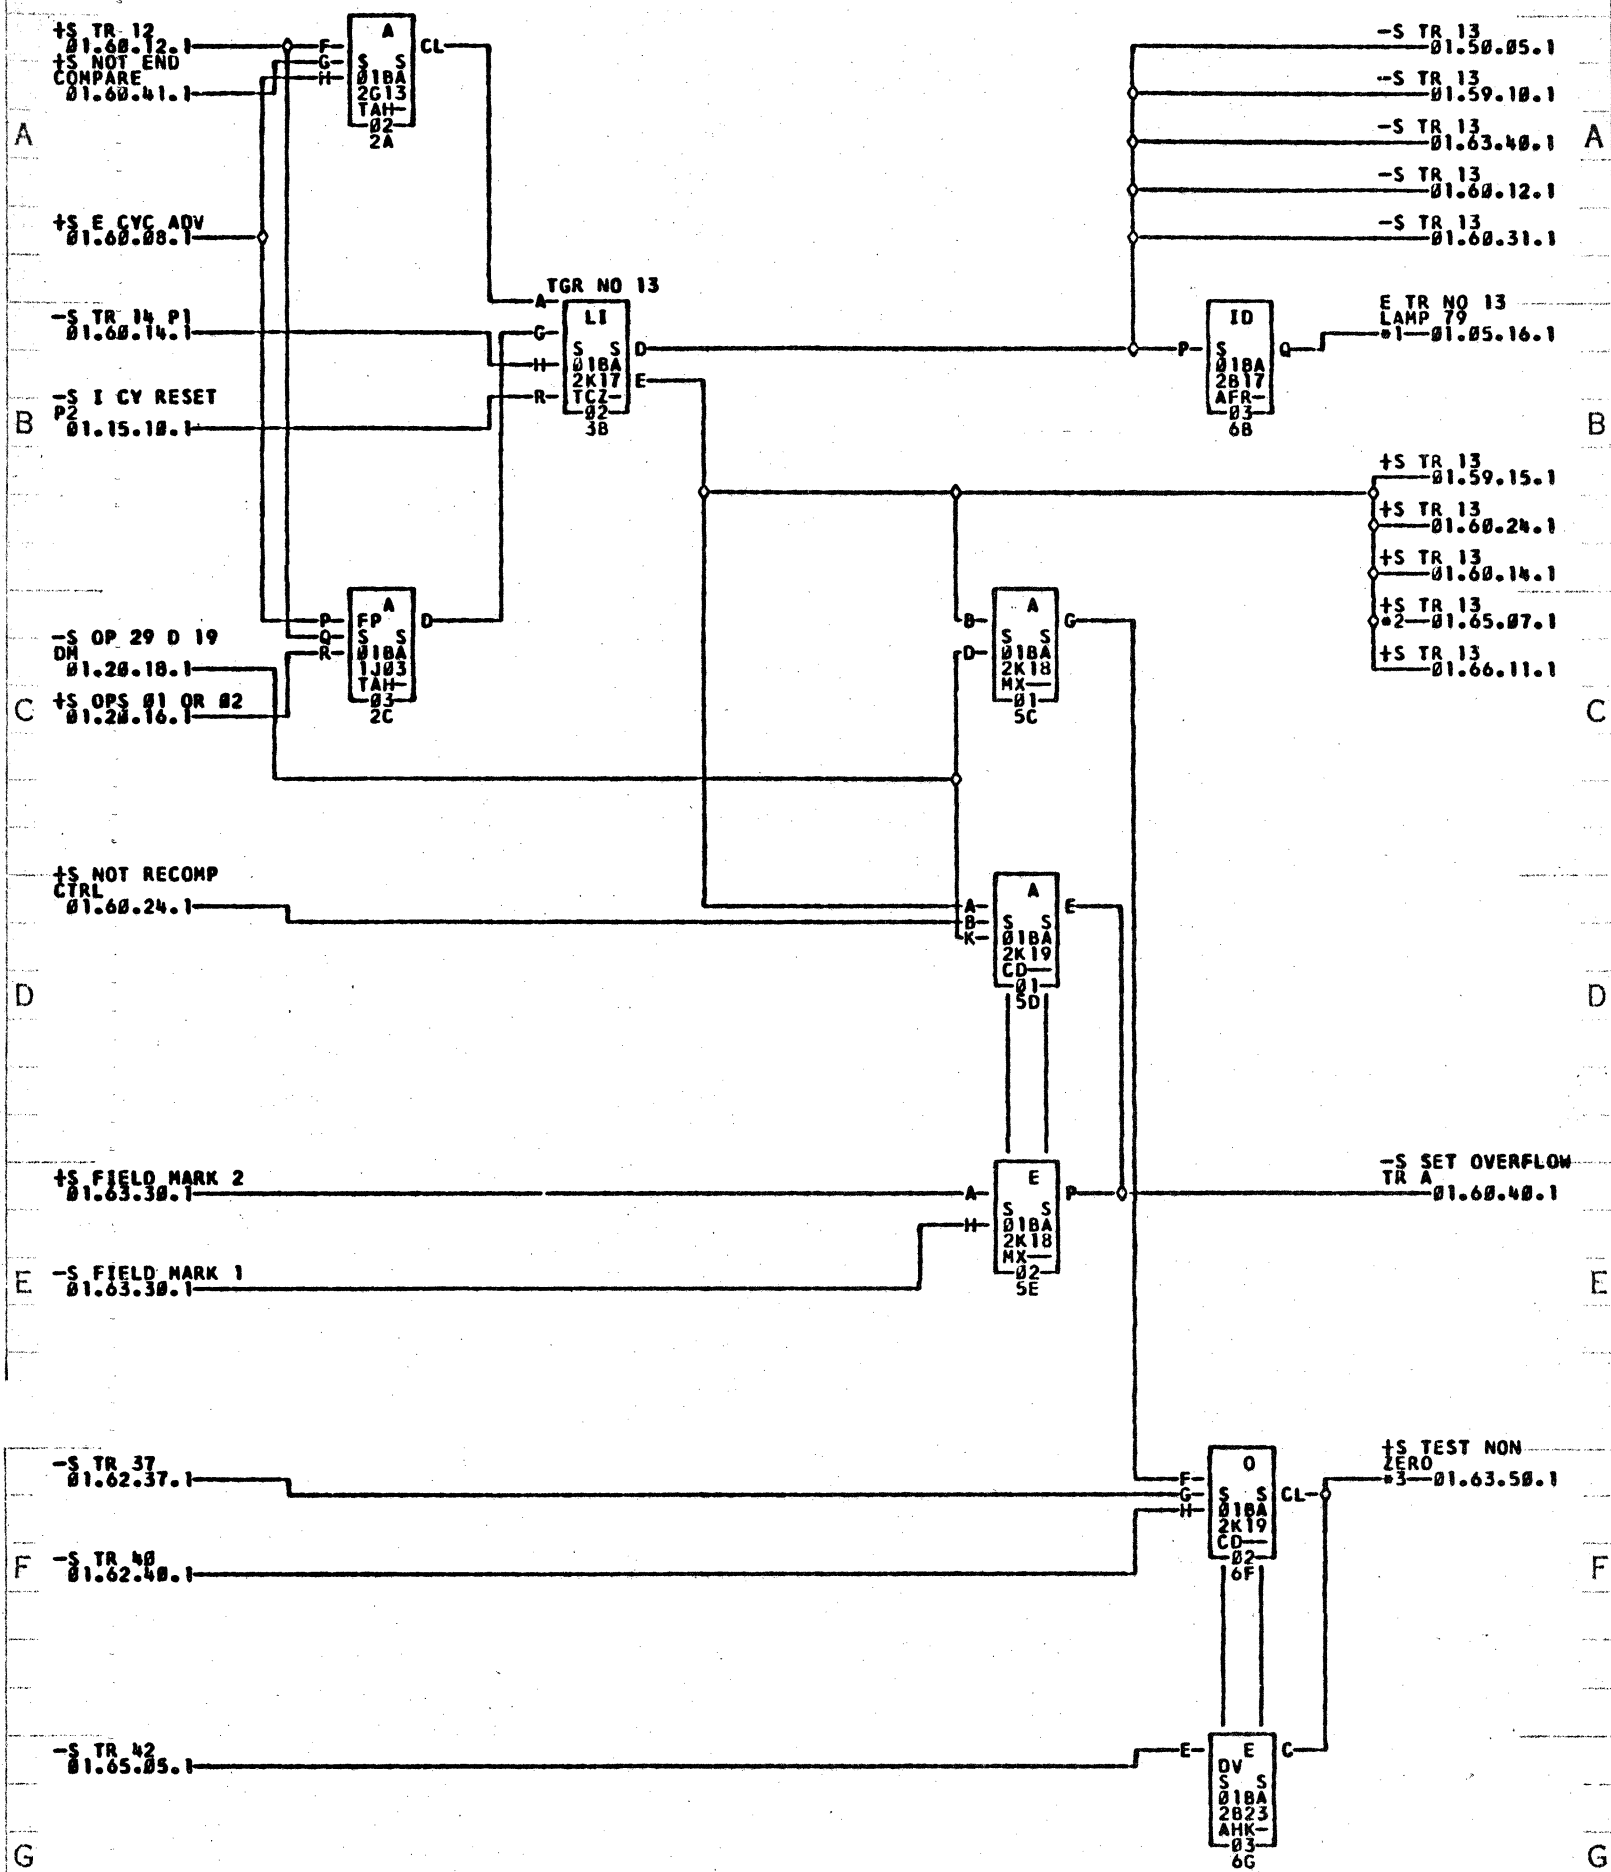 +S TR 12
01.60.12.1
+S NOT END
COMPARE
01.60.41.1
F
G
H
A
S S
01BA
2G13
TAH-
02
2A
CL
-S TR 13
01.50.05.1
-S TR 13
01.59.10.1
-S TR 13
01.63.40.1
-S TR 13
01.60.12.1
-S TR 13
01.60.31.1
A
A
+S E CYC ADV
01.60.08.1
-S TR 14 P1
01.60.14.1
-S I CY RESET
P2
01.15.10.1
TGR NO 13
A
G
H
R
LI
S S
01BA
2K17
TCZ-
02
3B
D
E
P
ID
S
01BA
2B17
AFR-
03
6B
Q
E TR NO 13
LAMP 79
*1 01.05.16.1
B
B
+S TR 13
01.59.15.1
+S TR 13
01.60.24.1
+S TR 13
01.60.14.1
+S TR 13
*2 01.65.07.1
+S TR 13
01.66.11.1
-S OP 29 D 19
DM
01.20.18.1
+S OPS 01 OR 02
01.20.16.1
P
Q
R
A
FP
S S
01BA
1J03
TAH-
03
2C
D
B
D
A
S S
01BA
2K18
MX--
01
5C
G
C
C
+S NOT RECOMP
CTRL
01.60.24.1
A
B
K
A
S S
01BA
2K19
CD--
01
5D
E
D
D
+S FIELD MARK 2
01.63.30.1
-S FIELD MARK 1
01.63.30.1
A
H
E
S S
01BA
2K18
MX--
02
5E
P
-S SET OVERFLOW
TR A
01.60.40.1
E
E
-S TR 37
01.62.37.1
-S TR 40
01.62.40.1
F
G
H
O
S S
01BA
2K19
CD--
02
6F
CL
+S TEST NON
ZERO
*3 01.63.50.1
F
F
-S TR 42
01.65.05.1
E
E
DV
S S
01BA
2B23
AHK-
03
6G
C
G
G